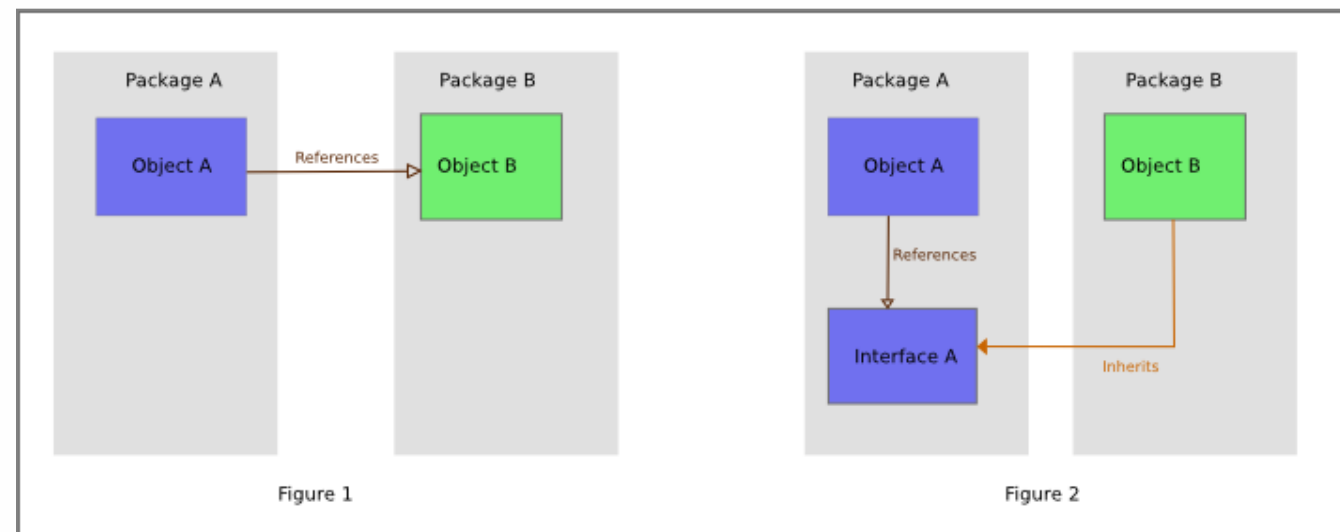 Package A
Package B
Object A
References
Object B
Figure 1
Package A
Package B
Object A
Object B
References
Interface A
Inherits
Figure 2